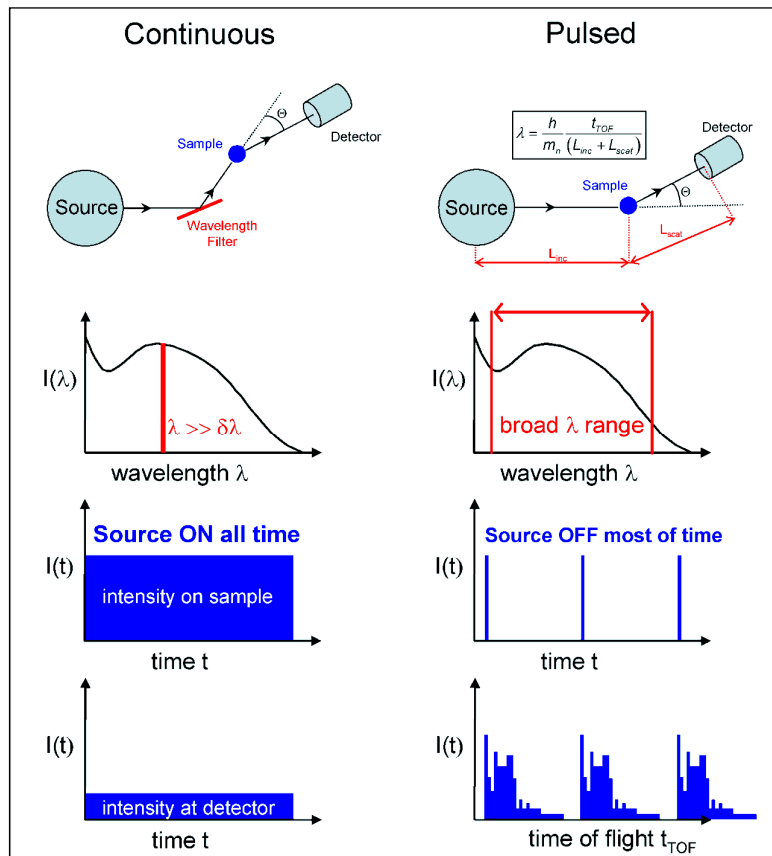 Continuous
Θ
Detector
Sample
Source
Wavelength
Filter
I(λ)
λ >> δλ
wavelength λ
Source ON all time
I(t)
intensity on sample
time t
I(t)
intensity at detector
time t
Pulsed
λ = h/mₙ t_TOF/(L_inc + L_scat)
Detector
Sample
Source
Θ
L_scat
L_inc
I(λ)
broad λ range
wavelength λ
Source OFF most of time
I(t)
time t
I(t)
time of flight t_TOF